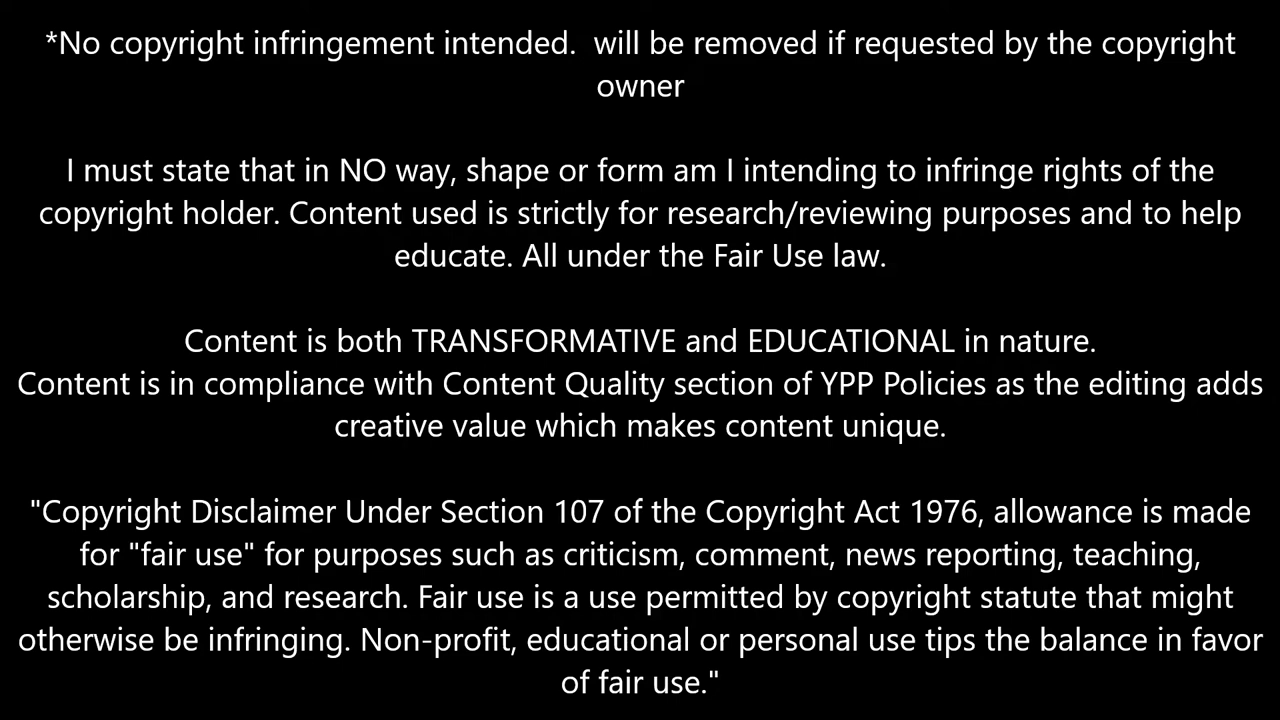 *No copyright infringement intended.  will be removed if requested by the copyright
owner
I must state that in NO way, shape or form am I intending to infringe rights of the
copyright holder. Content used is strictly for research/reviewing purposes and to help
educate. All under the Fair Use law.
Content is both TRANSFORMATIVE and EDUCATIONAL in nature.
Content is in compliance with Content Quality section of YPP Policies as the editing adds
creative value which makes content unique.
"Copyright Disclaimer Under Section 107 of the Copyright Act 1976, allowance is made
for "fair use" for purposes such as criticism, comment, news reporting, teaching,
scholarship, and research. Fair use is a use permitted by copyright statute that might
otherwise be infringing. Non-profit, educational or personal use tips the balance in favor
of fair use."